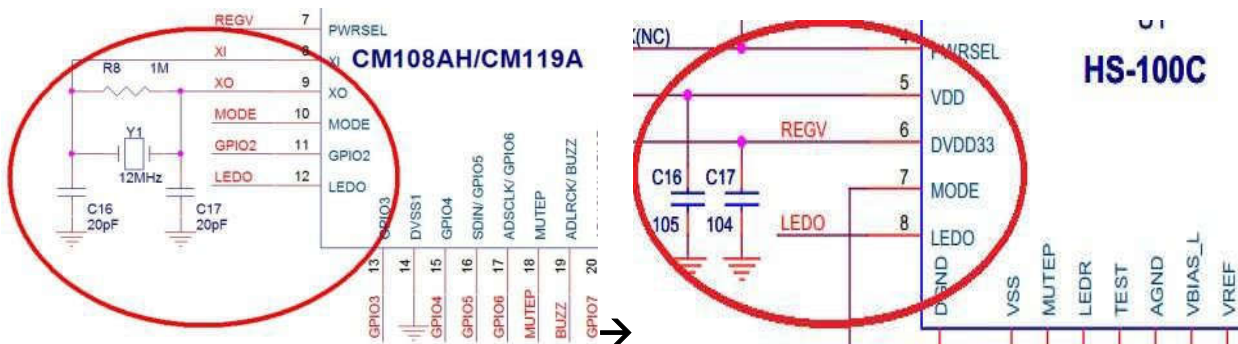 REGV 7 PWRSEL
XI 8 XI
CM108AH/CM119A
R8 1M
XO 9 XO
MODE 10 MODE
Y1
GPIO2 11 GPIO2
12MHz
LEDO 12 LEDO
C16
20pF
C17
20pF
GPIO3
DVSS1
GPIO4
SDIN/ GPIO5
ADSCLK/ GPIO6
MUTEP
ADLRCK/ BUZZ
13 14 15 16 17 18 19 20
GPIO3
GPIO4
GPIO5
GPIO6
MUTEP
BUZZ
GPIO7
→
(NC)
4 PWRSEL
HS-100C
5 VDD
REGV 6 DVDD33
C16 C17
7 MODE
105 104
LEDO 8 LEDO
DGND
VSS
MUTEP
LEDR
TEST
AGND
VBIAS_L
VREF